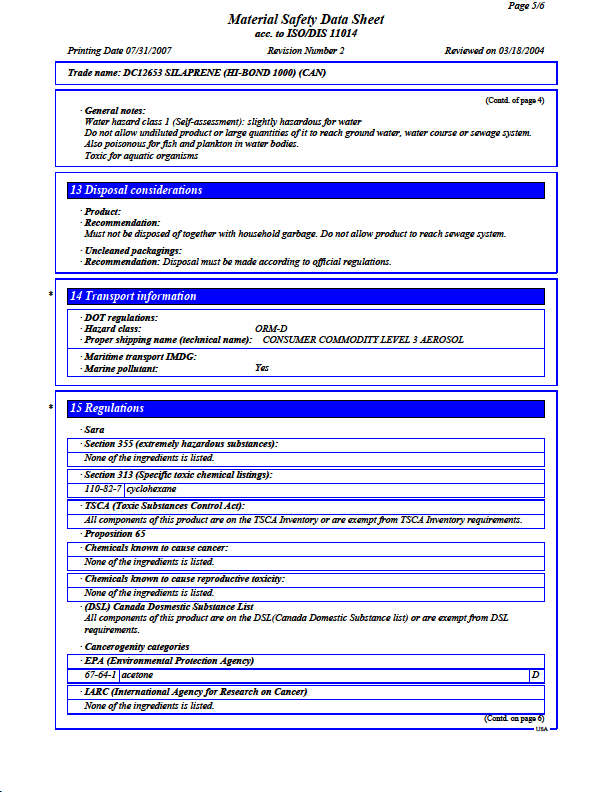 Page 5/6
Material Safety Data Sheet
acc. to ISO/DIS 11014
Printing Date 07/31/2007 Revision Number 2 Reviewed on 03/18/2004
Trade name: DC12653 SILAPRENE (HI-BOND 1000) (CAN)
(Contd. of page 4)
· General notes:
Water hazard class 1 (Self-assessment): slightly hazardous for water
Do not allow undiluted product or large quantities of it to reach ground water, water course or sewage system.
Also poisonous for fish and plankton in water bodies.
Toxic for aquatic organisms
13 Disposal considerations
· Product:
· Recommendation:
Must not be disposed of together with household garbage. Do not allow product to reach sewage system.
· Uncleaned packagings:
· Recommendation: Disposal must be made according to official regulations.
* 14 Transport information
· DOT regulations:
· Hazard class: ORM-D
· Proper shipping name (technical name): CONSUMER COMMODITY LEVEL 3 AEROSOL
· Maritime transport IMDG:
· Marine pollutant: Yes
* 15 Regulations
· Sara
· Section 355 (extremely hazardous substances):
None of the ingredients is listed.
· Section 313 (Specific toxic chemical listings):
110-82-7 cyclohexane
· TSCA (Toxic Substances Control Act):
All components of this product are on the TSCA Inventory or are exempt from TSCA Inventory requirements.
· Proposition 65
· Chemicals known to cause cancer:
None of the ingredients is listed.
· Chemicals known to cause reproductive toxicity:
None of the ingredients is listed.
· (DSL) Canada Dosmestic Substance List
All components of this product are on the DSL(Canada Domestic Substance list) or are exempt from DSL
requirements.
· Cancerogenity categories
· EPA (Environmental Protection Agency)
67-64-1 acetone D
· IARC (International Agency for Research on Cancer)
None of the ingredients is listed.
(Contd. on page 6)
USA